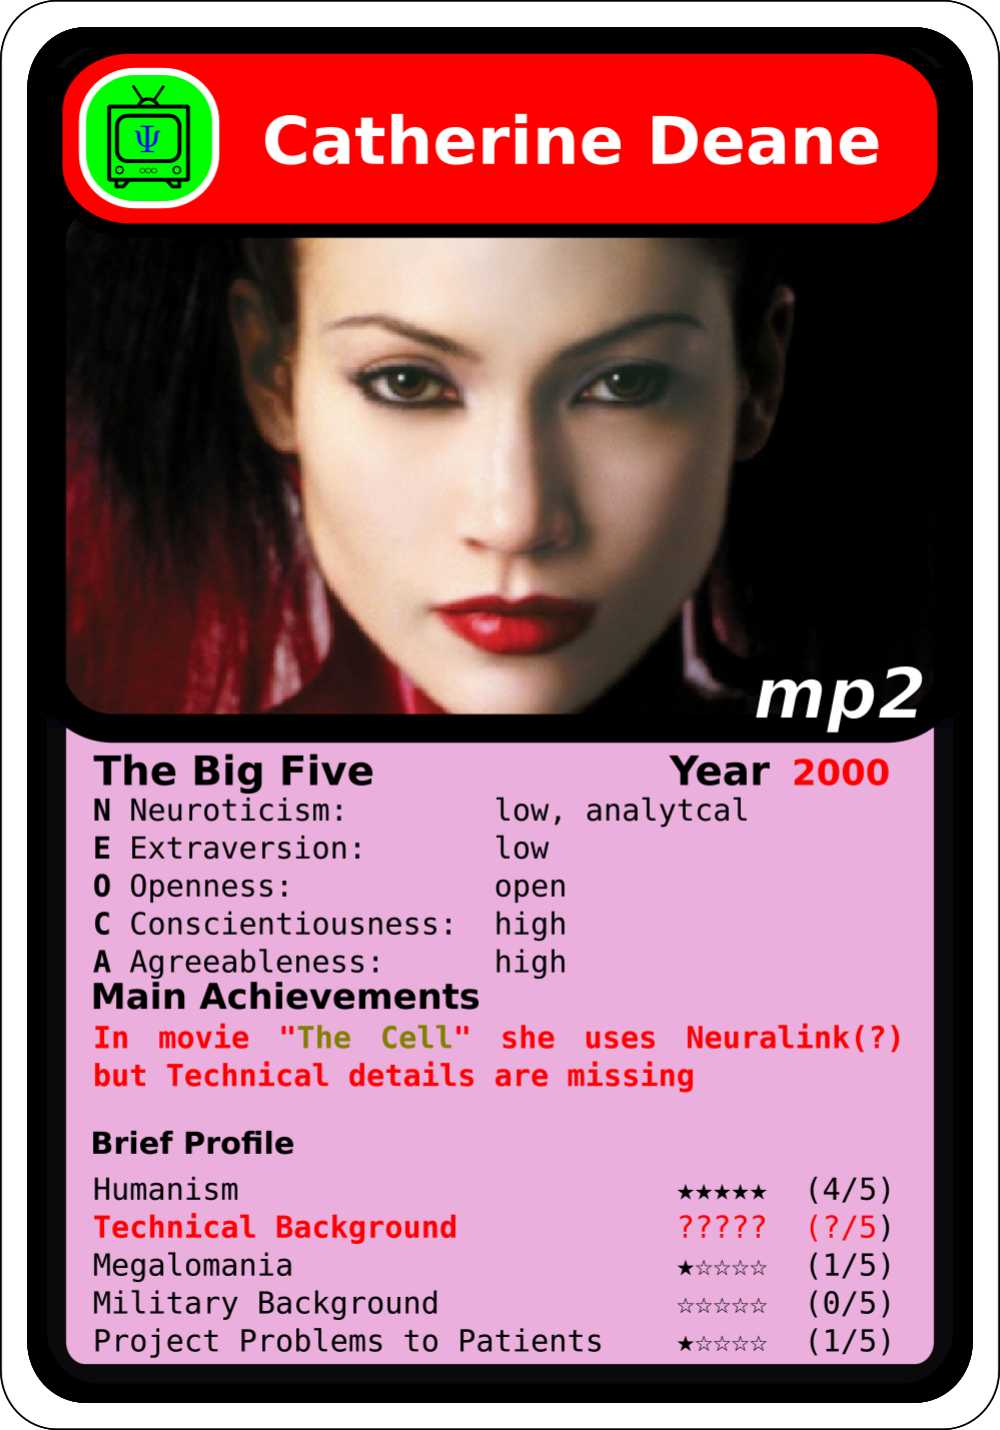 Ψ
Catherine Deane
mp2
The Big Five Year 2000
N Neuroticism: low, analytcal
E Extraversion: low
O Openness: open
C Conscientiousness: high
A Agreeableness: high
Main Achievements
In movie "The Cell" she uses Neuralink(?)
but Technical details are missing
Brief Profile
Humanism ★★★★★ (4/5)
Technical Background ????? (?/5)
Megalomania ★☆☆☆☆ (1/5)
Military Background ☆☆☆☆☆ (0/5)
Project Problems to Patients ★☆☆☆☆ (1/5)